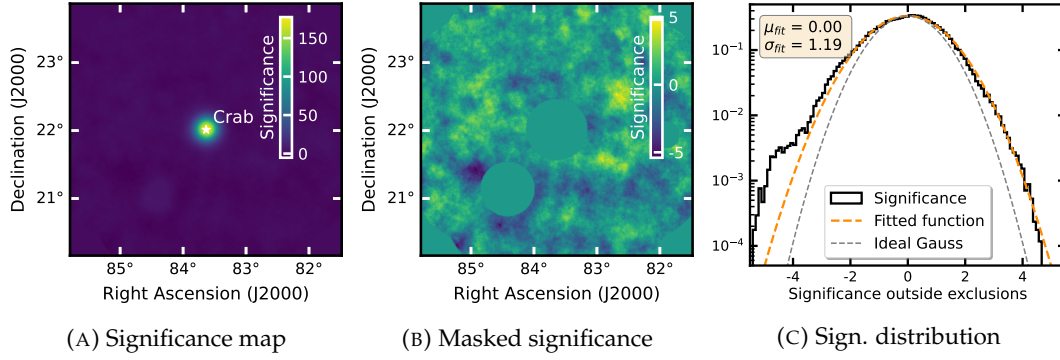 Declination (J2000)
23°
22°
21°
85°
84°
83°
82°
Right Ascension (J2000)
Crab
Significance
150
100
50
0
(A) Significance map
Declination (J2000)
23°
22°
21°
85°
84°
83°
82°
Right Ascension (J2000)
Significance
5
0
-5
(B) Masked significance
μfit = 0.00
σfit = 1.19
10⁻¹
10⁻²
10⁻³
10⁻⁴
Significance
Fitted function
Ideal Gauss
-4
-2
0
2
4
Significance outside exclusions
(C) Sign. distribution